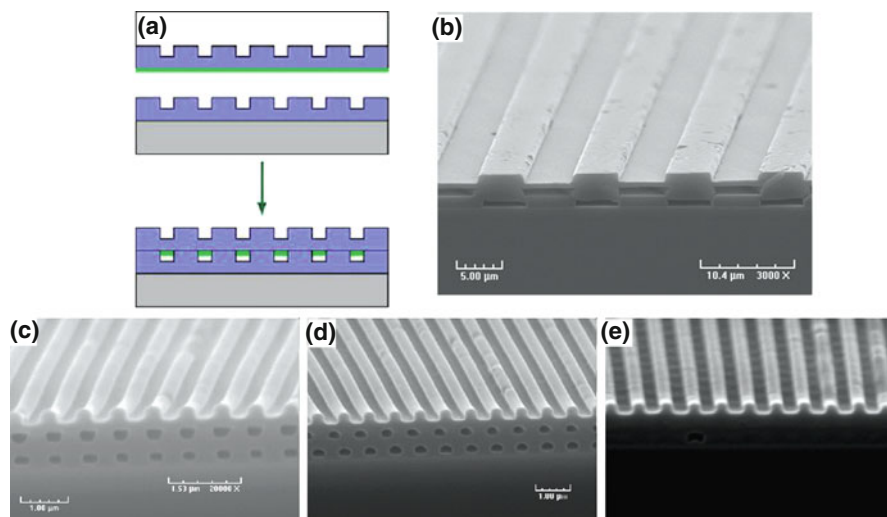 (a)
(b)
5.00 µm
10.4 µm 3000 X
(c)
1.00 µm
1.53 µm 20000 X
(d)
1.00 µm
(e)